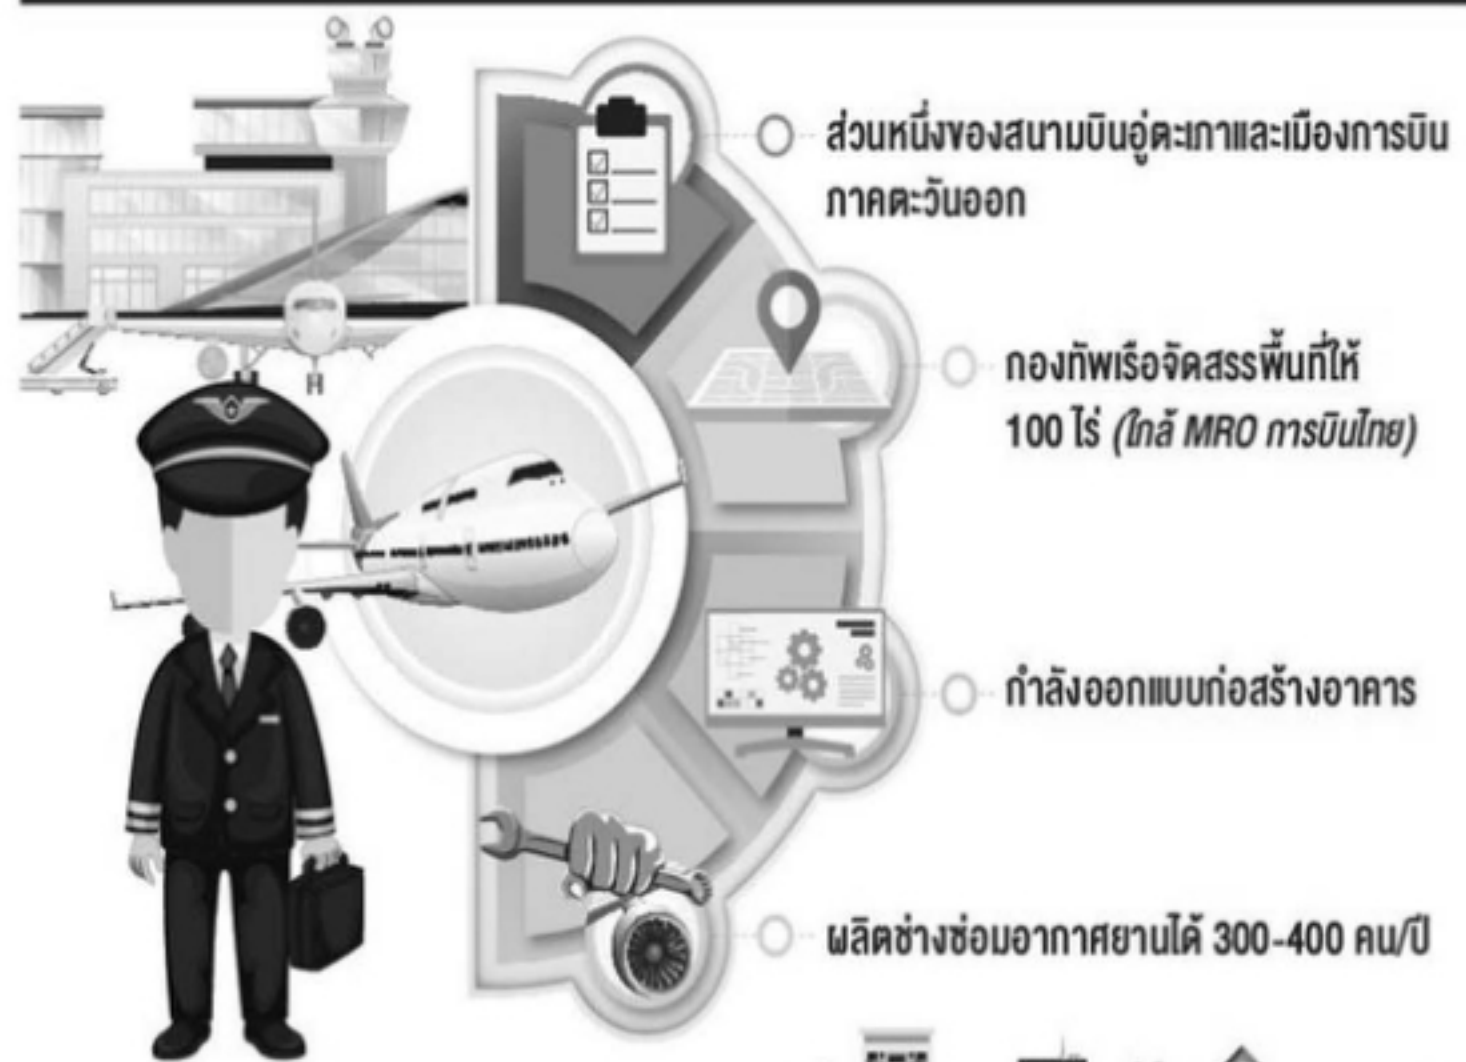 ส่วนหนึ่งของสนามบินอู่ตะเภาและเมืองการบิน
ภาคตะวันออก
กองทัพเรือจัดสรรพื้นที่ให้
100 ไร่ (ใกล้ MRO การบินไทย)
กำลังออกแบบก่อสร้างอาคาร
ผลิตช่างซ่อมอากาศยานได้ 300-400 คน/ปี